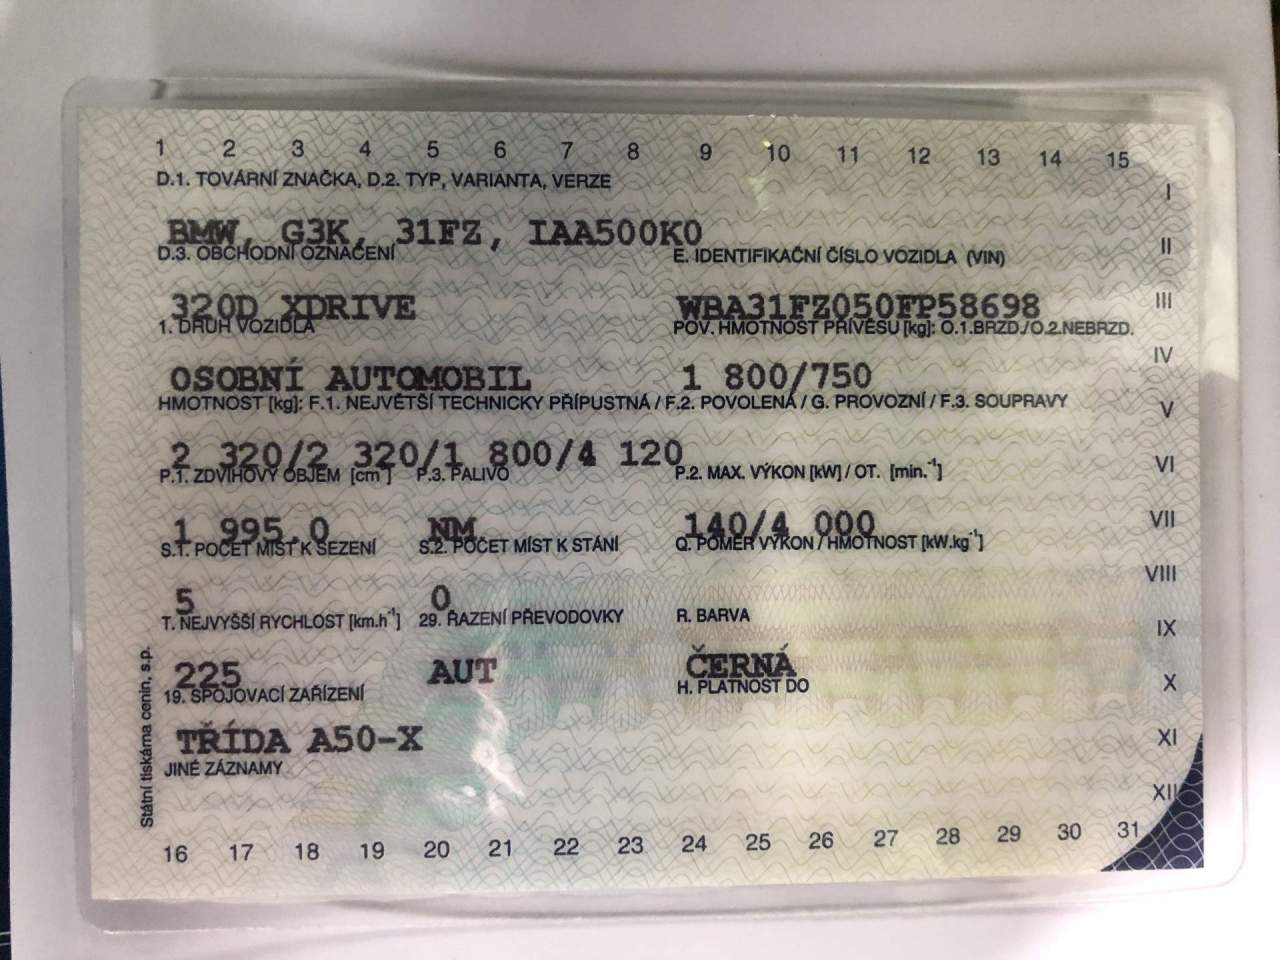 1 2 3 4 5 6 7 8 9 10 11 12 13 14 15
D.1. TOVÁRNÍ ZNAČKA, D.2. TYP, VARIANTA, VERZE
I
BMW, G3K, 31FZ, IAA500K0
II
D.3. OBCHODNÍ OZNAČENÍ E. IDENTIFIKAČNÍ ČÍSLO VOZIDLA (VIN)
320D XDRIVE WBA31FZ050FP58698
III
1. DRUH VOZIDLA POV. HMOTNOST PŘÍVĚSU [kg]: O.1.BRZD./O.2.NEBRZD.
IV
OSOBNÍ AUTOMOBIL 1 800/750
HMOTNOST [kg]: F.1. NEJVĚTŠÍ TECHNICKY PŘÍPUSTNÁ / F.2. POVOLENÁ / G. PROVOZNÍ / F.3. SOUPRAVY
V
2 320/2 320/1 800/4 120
VI
P.1. ZDVIHOVÝ OBJEM [cm³] P.3. PALIVO P.2. MAX. VÝKON [kW] / OT. [min.⁻¹]
1 995.0 NM 140/4 000
VII
S.1. POČET MÍST K SEZENÍ S.2. POČET MÍST K STÁNÍ Q. POMĚR VÝKON / HMOTNOST [kW.kg⁻¹]
VIII
5 0
T. NEJVYŠŠÍ RYCHLOST [km.h⁻¹] 29. ŘAZENÍ PŘEVODOVKY R. BARVA
IX
225 AUT ČERNÁ
X
19. SPOJOVACÍ ZAŘÍZENÍ H. PLATNOST DO
TŘÍDA A50-X
XI
JINÉ ZÁZNAMY
XII
Státní tiskárna cenin, s.p.
16 17 18 19 20 21 22 23 24 25 26 27 28 29 30 31